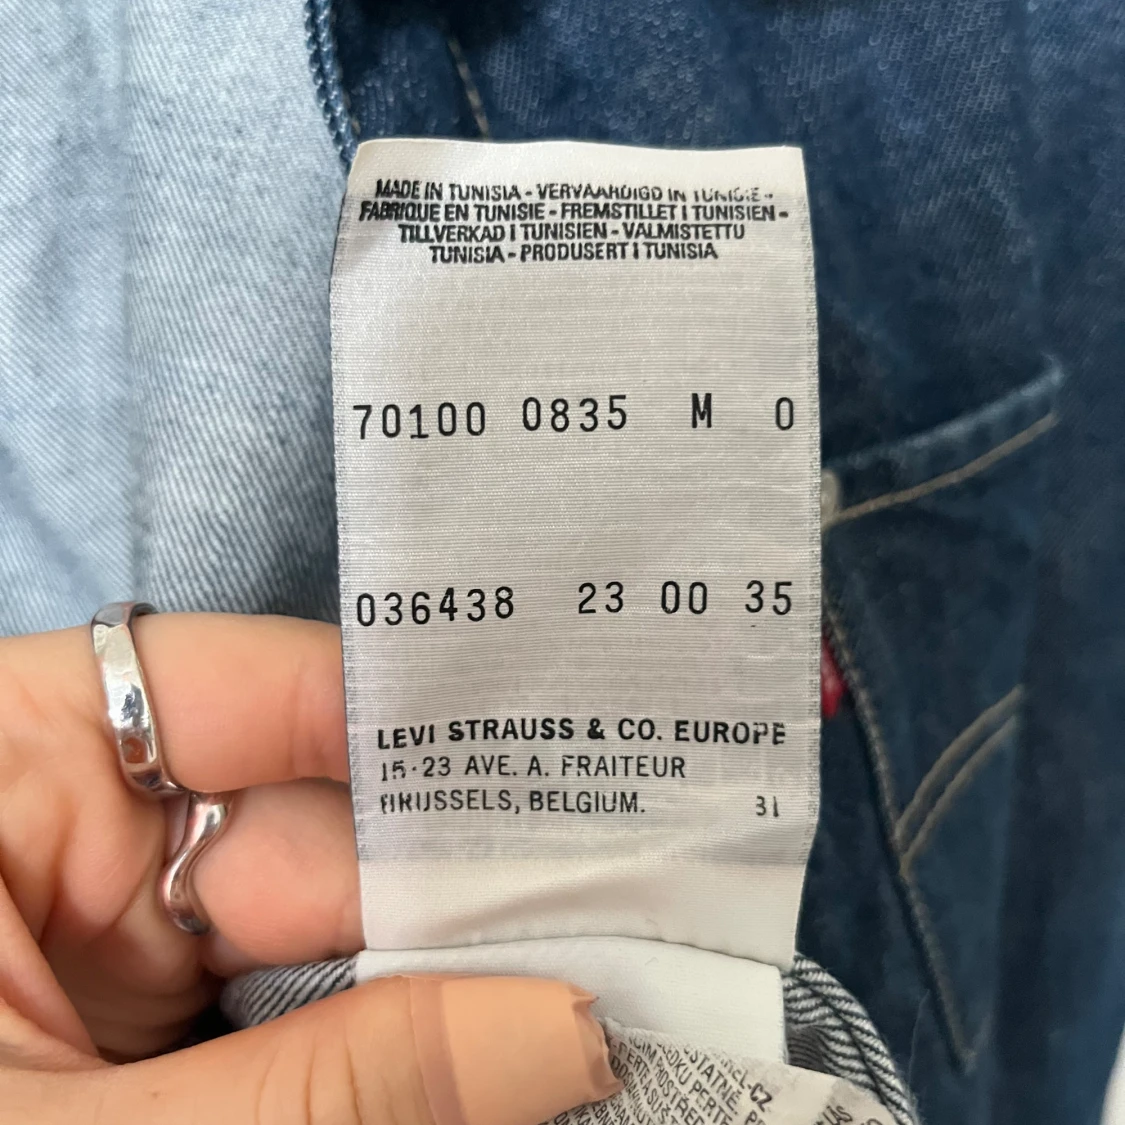 MADE IN TUNISIA - VERVAARDIGD IN TUNISIE -
FABRIQUE EN TUNISIE - FREMSTILLET I TUNISIEN -
TILLVERKAD I TUNISIEN - VALMISTETTU
TUNISIA - PRODUSERT I TUNISIA
70100 0835 M 0
036438 23 00 35
LEVI STRAUSS & CO. EUROPE
15-23 AVE. A. FRAITEUR
BRUSSELS, BELGIUM. 31